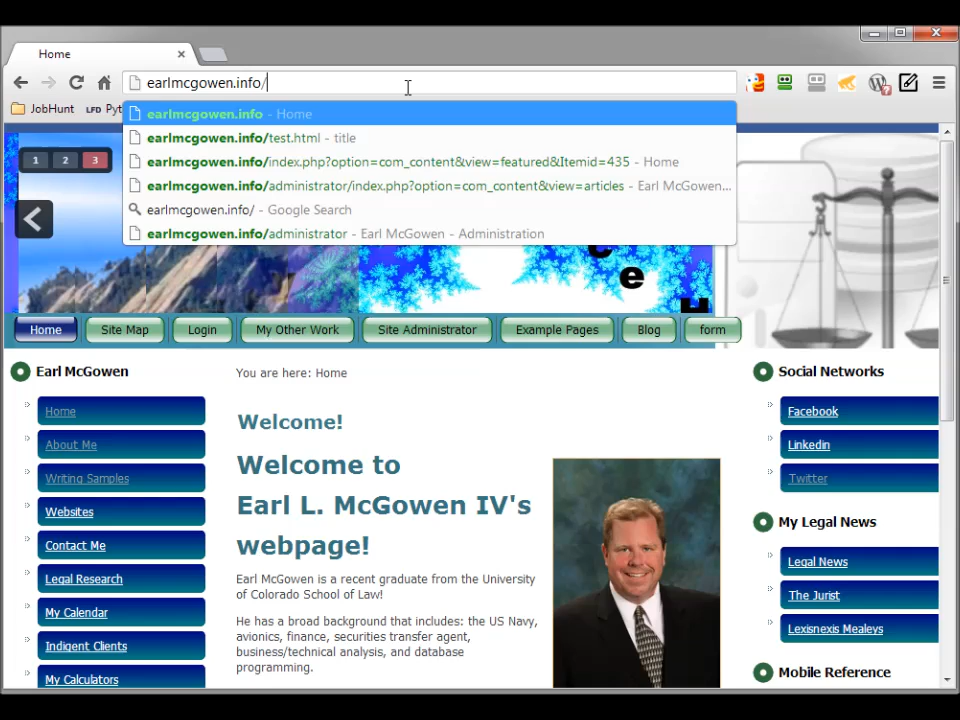 Home
earlmcgowen.info/
JobHunt LFD Pyt
earlmcgowen.info - Home
earlmcgowen.info/test.html - title
earlmcgowen.info/index.php?option=com_content&view=featured&Itemid=435 - Home
earlmcgowen.info/administrator/index.php?option=com_content&view=articles - Earl McGowen...
earlmcgowen.info/ - Google Search
earlmcgowen.info/administrator - Earl McGowen - Administration
1 2 3
c
e
H
Home Site Map Login My Other Work Site Administrator Example Pages Blog form
Earl McGowen
Home
About Me
Writing Samples
Websites
Contact Me
Legal Research
My Calendar
Indigent Clients
My Calculators
You are here: Home
Welcome!
Welcome to
Earl L. McGowen IV's
webpage!
Earl McGowen is a recent graduate from the University
of Colorado School of Law!
He has a broad background that includes: the US Navy,
avionics, finance, securities transfer agent,
business/technical analysis, and database
programming.
Social Networks
Facebook
Linkedin
Twitter
My Legal News
Legal News
The Jurist
Lexisnexis Mealeys
Mobile Reference